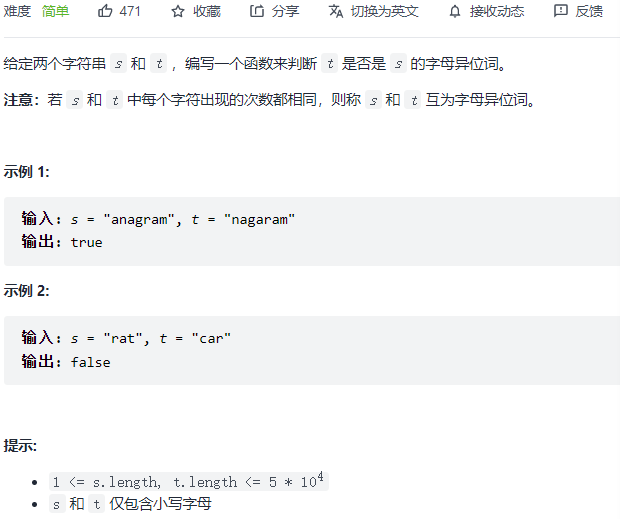 难度 简单 471 收藏 分享 切换为英文 接收动态 反馈
给定两个字符串 s 和 t ，编写一个函数来判断 t 是否是 s 的字母异位词。
注意：若 s 和 t 中每个字符出现的次数都相同，则称 s 和 t 互为字母异位词。
示例 1:
输入: s = "anagram", t = "nagaram"
输出: true
示例 2:
输入: s = "rat", t = "car"
输出: false
提示:
• 1 <= s.length, t.length <= 5 * 10⁴
• s 和 t 仅包含小写字母